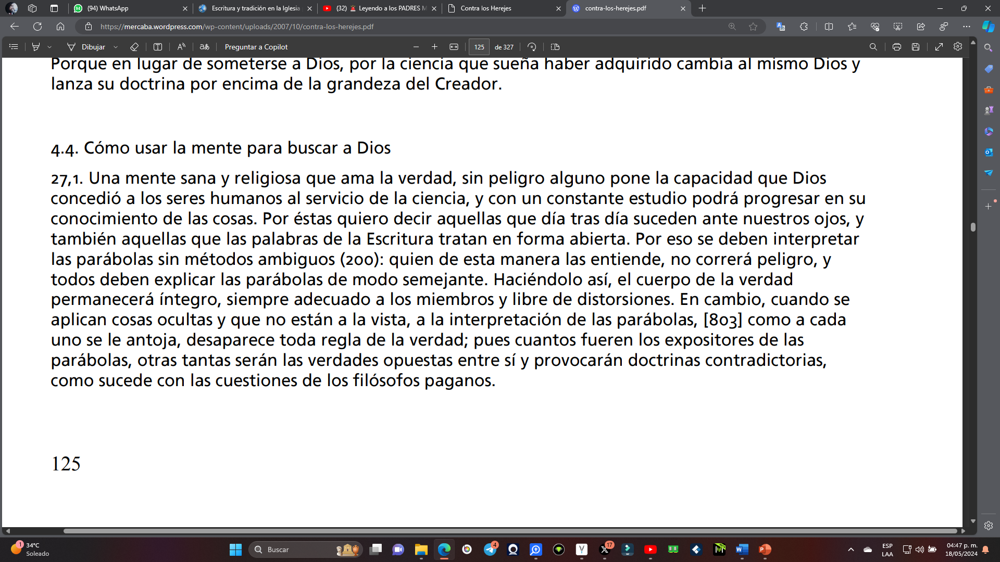 (94) WhatsApp
Escritura y tradición en la Iglesia
(32) 🚨 Leyendo a los PADRES M
Contra los Herejes
contra-los-herejes.pdf
https://mercaba.wordpress.com/wp-content/uploads/2007/10/contra-los-herejes.pdf
Dibujar
aあ
Preguntar a Copilot
125 de 327
Porque en lugar de someterse a Dios, por la ciencia que sueña haber adquirido cambia al mismo Dios y
lanza su doctrina por encima de la grandeza del Creador.
4.4. Cómo usar la mente para buscar a Dios
27,1. Una mente sana y religiosa que ama la verdad, sin peligro alguno pone la capacidad que Dios
concedió a los seres humanos al servicio de la ciencia, y con un constante estudio podrá progresar en su
conocimiento de las cosas. Por éstas quiero decir aquellas que día tras día suceden ante nuestros ojos, y
también aquellas que las palabras de la Escritura tratan en forma abierta. Por eso se deben interpretar
las parábolas sin métodos ambiguos (200): quien de esta manera las entiende, no correrá peligro, y
todos deben explicar las parábolas de modo semejante. Haciéndolo así, el cuerpo de la verdad
permanecerá íntegro, siempre adecuado a los miembros y libre de distorsiones. En cambio, cuando se
aplican cosas ocultas y que no están a la vista, a la interpretación de las parábolas, [803] como a cada
uno se le antoja, desaparece toda regla de la verdad; pues cuantos fueren los expositores de las
parábolas, otras tantas serán las verdades opuestas entre sí y provocarán doctrinas contradictorias,
como sucede con las cuestiones de los filósofos paganos.
125
1
34°C
Soleado
Buscar
4
17
ESP
LAA
04:47 p. m.
18/05/2024